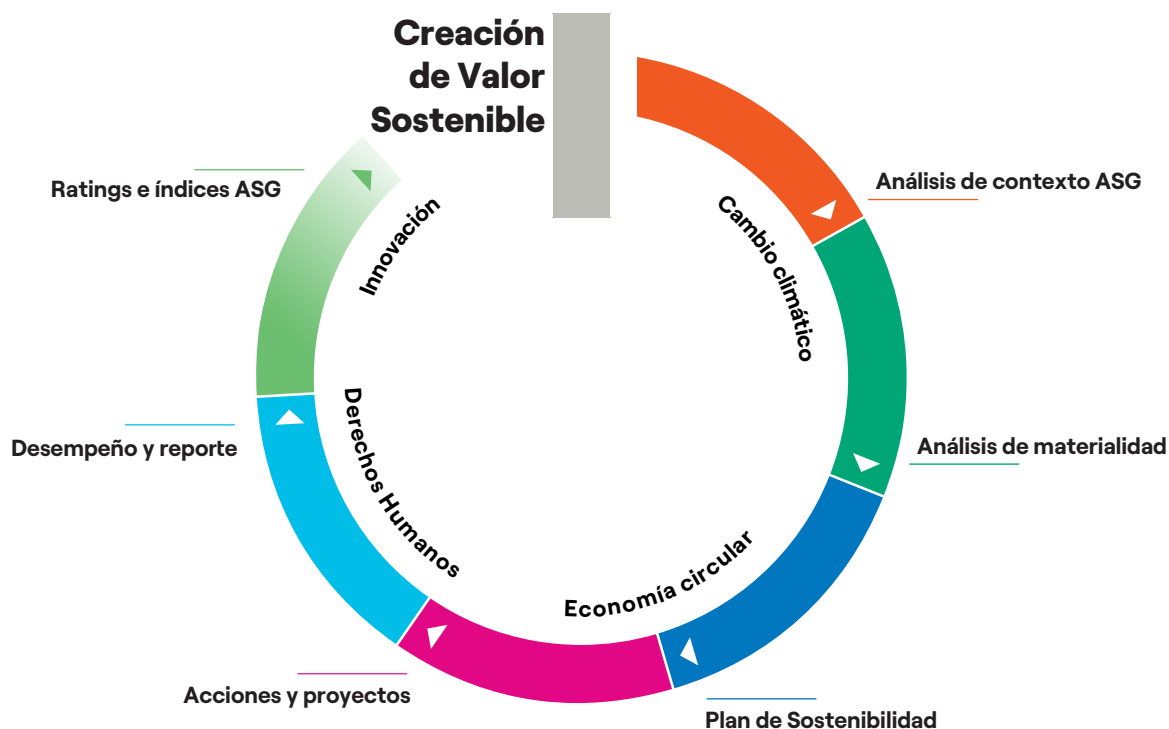 Creación
de Valor
Sostenible
Análisis de contexto ASG
Análisis de materialidad
Plan de Sostenibilidad
Acciones y proyectos
Desempeño y reporte
Ratings e índices ASG
Cambio climático
Economía circular
Derechos Humanos
Innovación